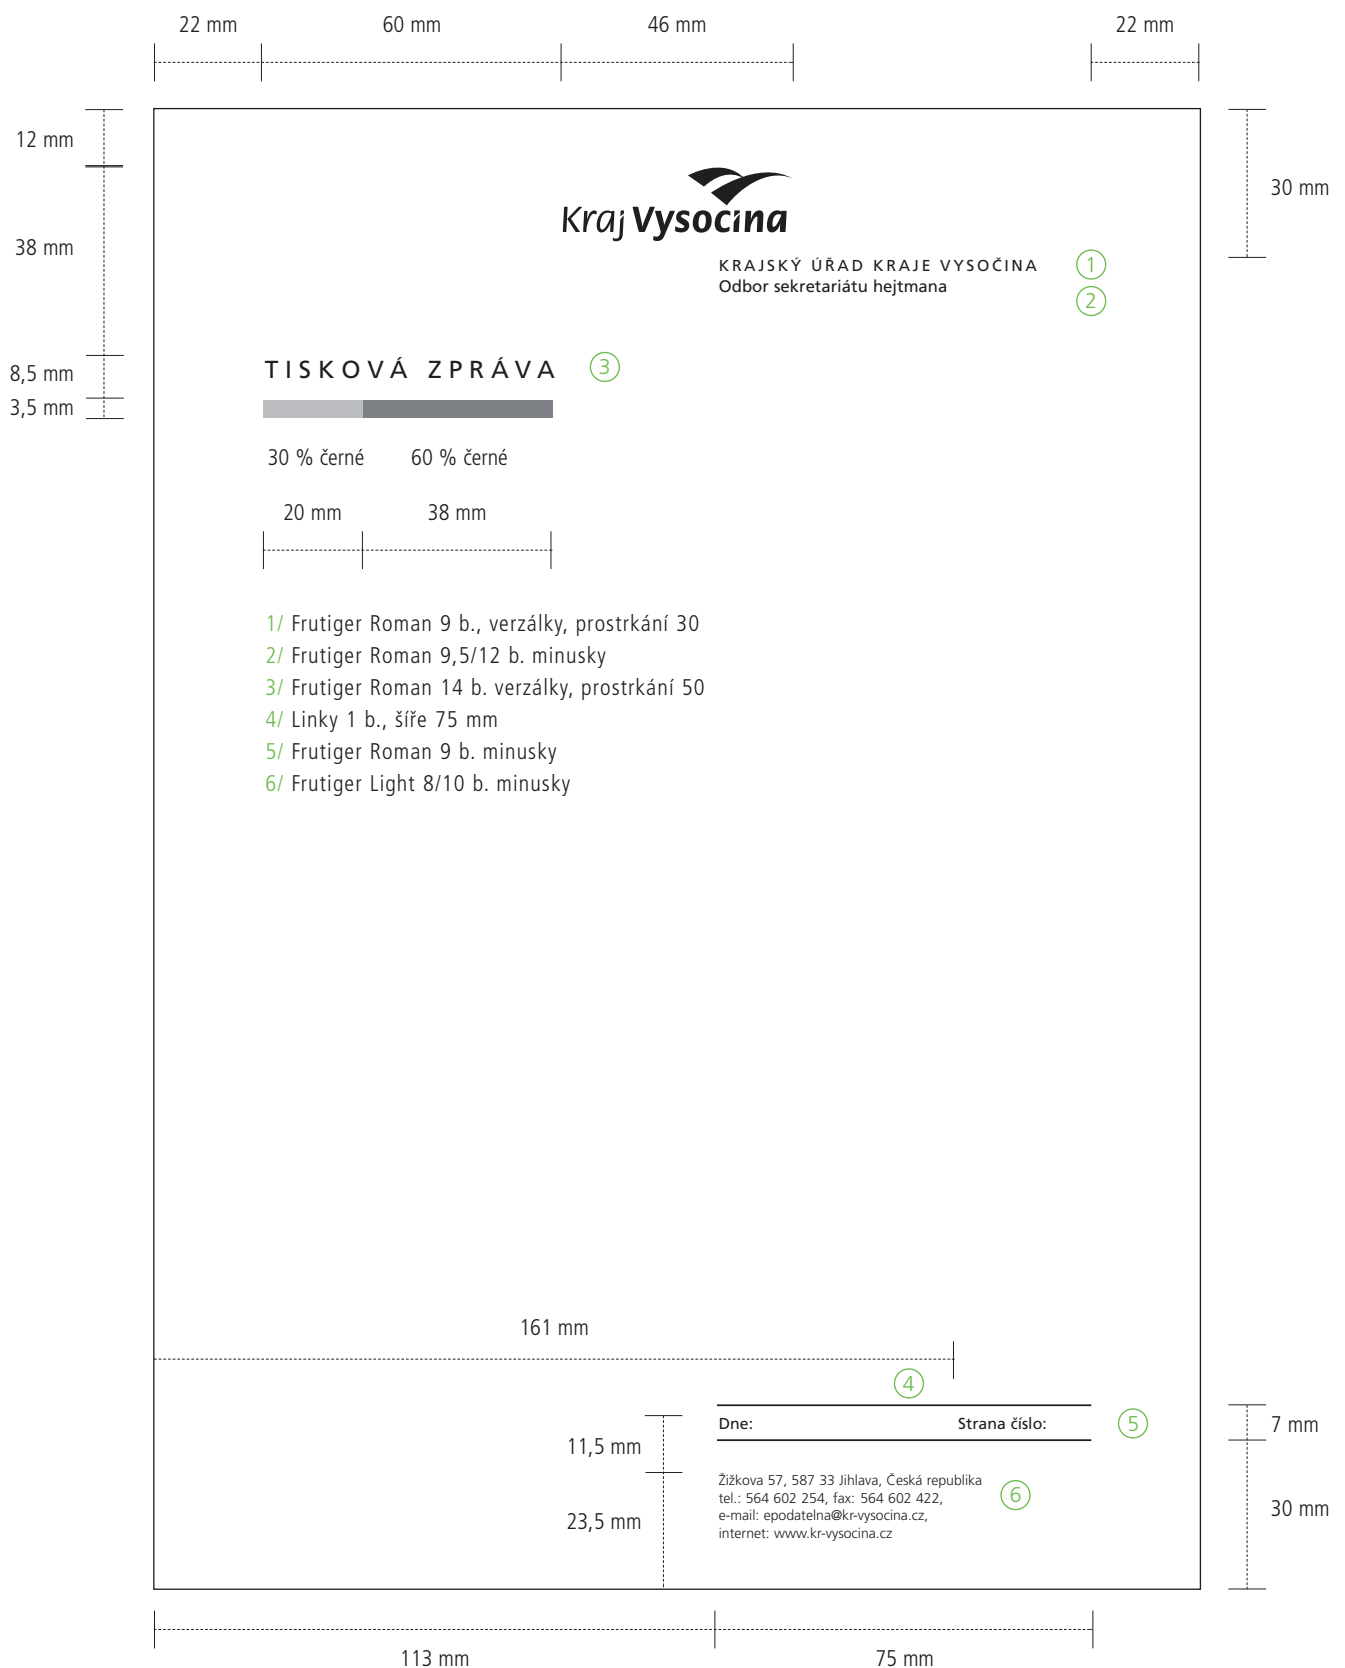 22 mm 60 mm 46 mm 22 mm
12 mm
30 mm
38 mm
Kraj Vysočina
KRAJSKÝ ÚŘAD KRAJE VYSOČINA 1
Odbor sekretariátu hejtmana 2
TISKOVÁ ZPRÁVA 3
8,5 mm
3,5 mm
30 % černé 60 % černé
20 mm 38 mm
1/ Frutiger Roman 9 b., verzálky, prostrkání 30
2/ Frutiger Roman 9,5/12 b. minusky
3/ Frutiger Roman 14 b. verzálky, prostrkání 50
4/ Linky 1 b., šíře 75 mm
5/ Frutiger Roman 9 b. minusky
6/ Frutiger Light 8/10 b. minusky
161 mm
4
Dne: Strana číslo: 5
7 mm
11,5 mm
Žižkova 57, 587 33 Jihlava, Česká republika
tel.: 564 602 254, fax: 564 602 422,
e-mail: epodatelna@kr-vysocina.cz,
internet: www.kr-vysocina.cz
6
30 mm
23,5 mm
113 mm 75 mm